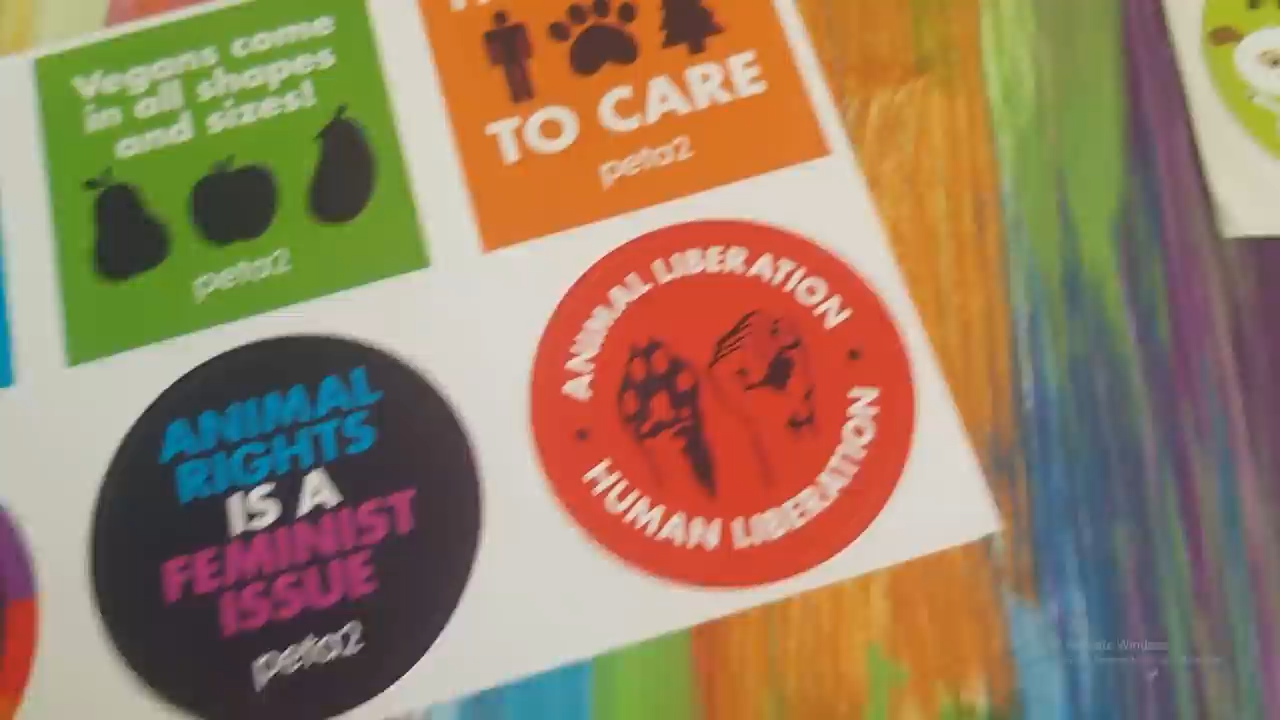 Vegans come
in all shapes
and sizes!
peta2
TO CARE
peta2
ANIMAL
RIGHTS
IS A
FEMINIST
ISSUE
peta2
ANIMAL LIBERATION
HUMAN LIBERATION